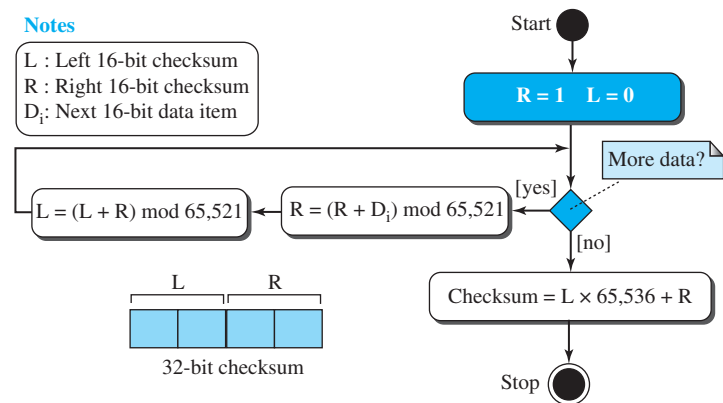 Notes
L : Left 16-bit checksum
R : Right 16-bit checksum
Di: Next 16-bit data item
Start
R = 1 L = 0
More data?
[yes]
L = (L + R) mod 65,521
R = (R + Di) mod 65,521
[no]
Checksum = L × 65,536 + R
L R
32-bit checksum
Stop